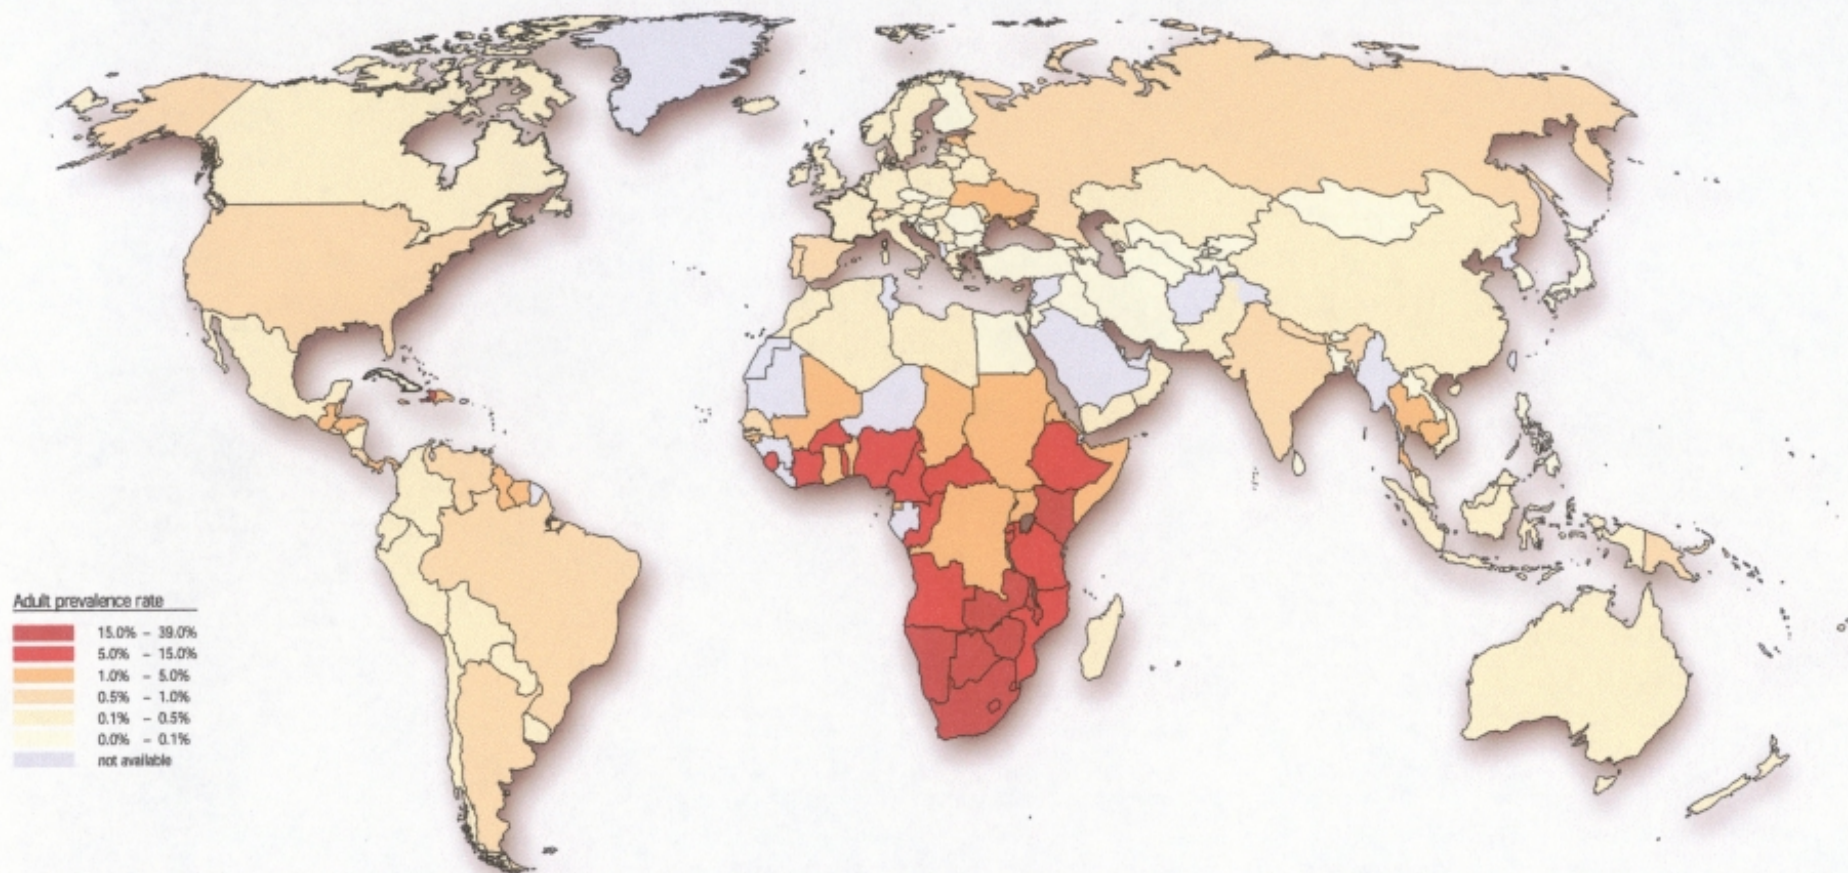 Adult prevalence rate
15.0% – 39.0%
5.0% – 15.0%
1.0% – 5.0%
0.5% – 1.0%
0.1% – 0.5%
0.0% – 0.1%
not available